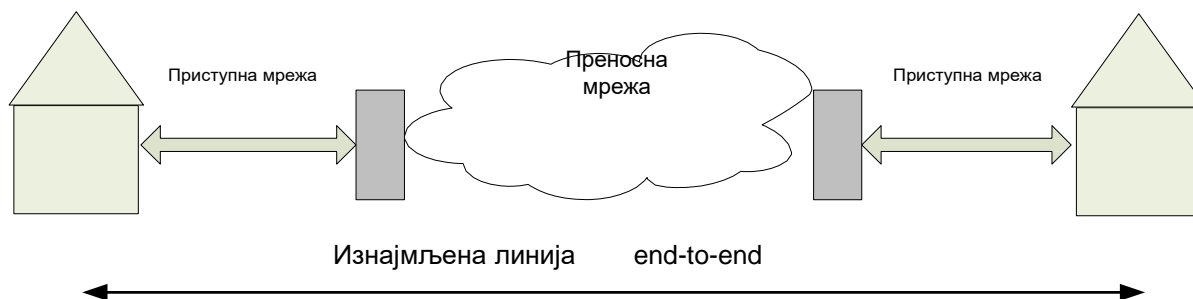 Приступна мрежа
Преносна
мрежа
Приступна мрежа
Изнајмљена линија end-to-end